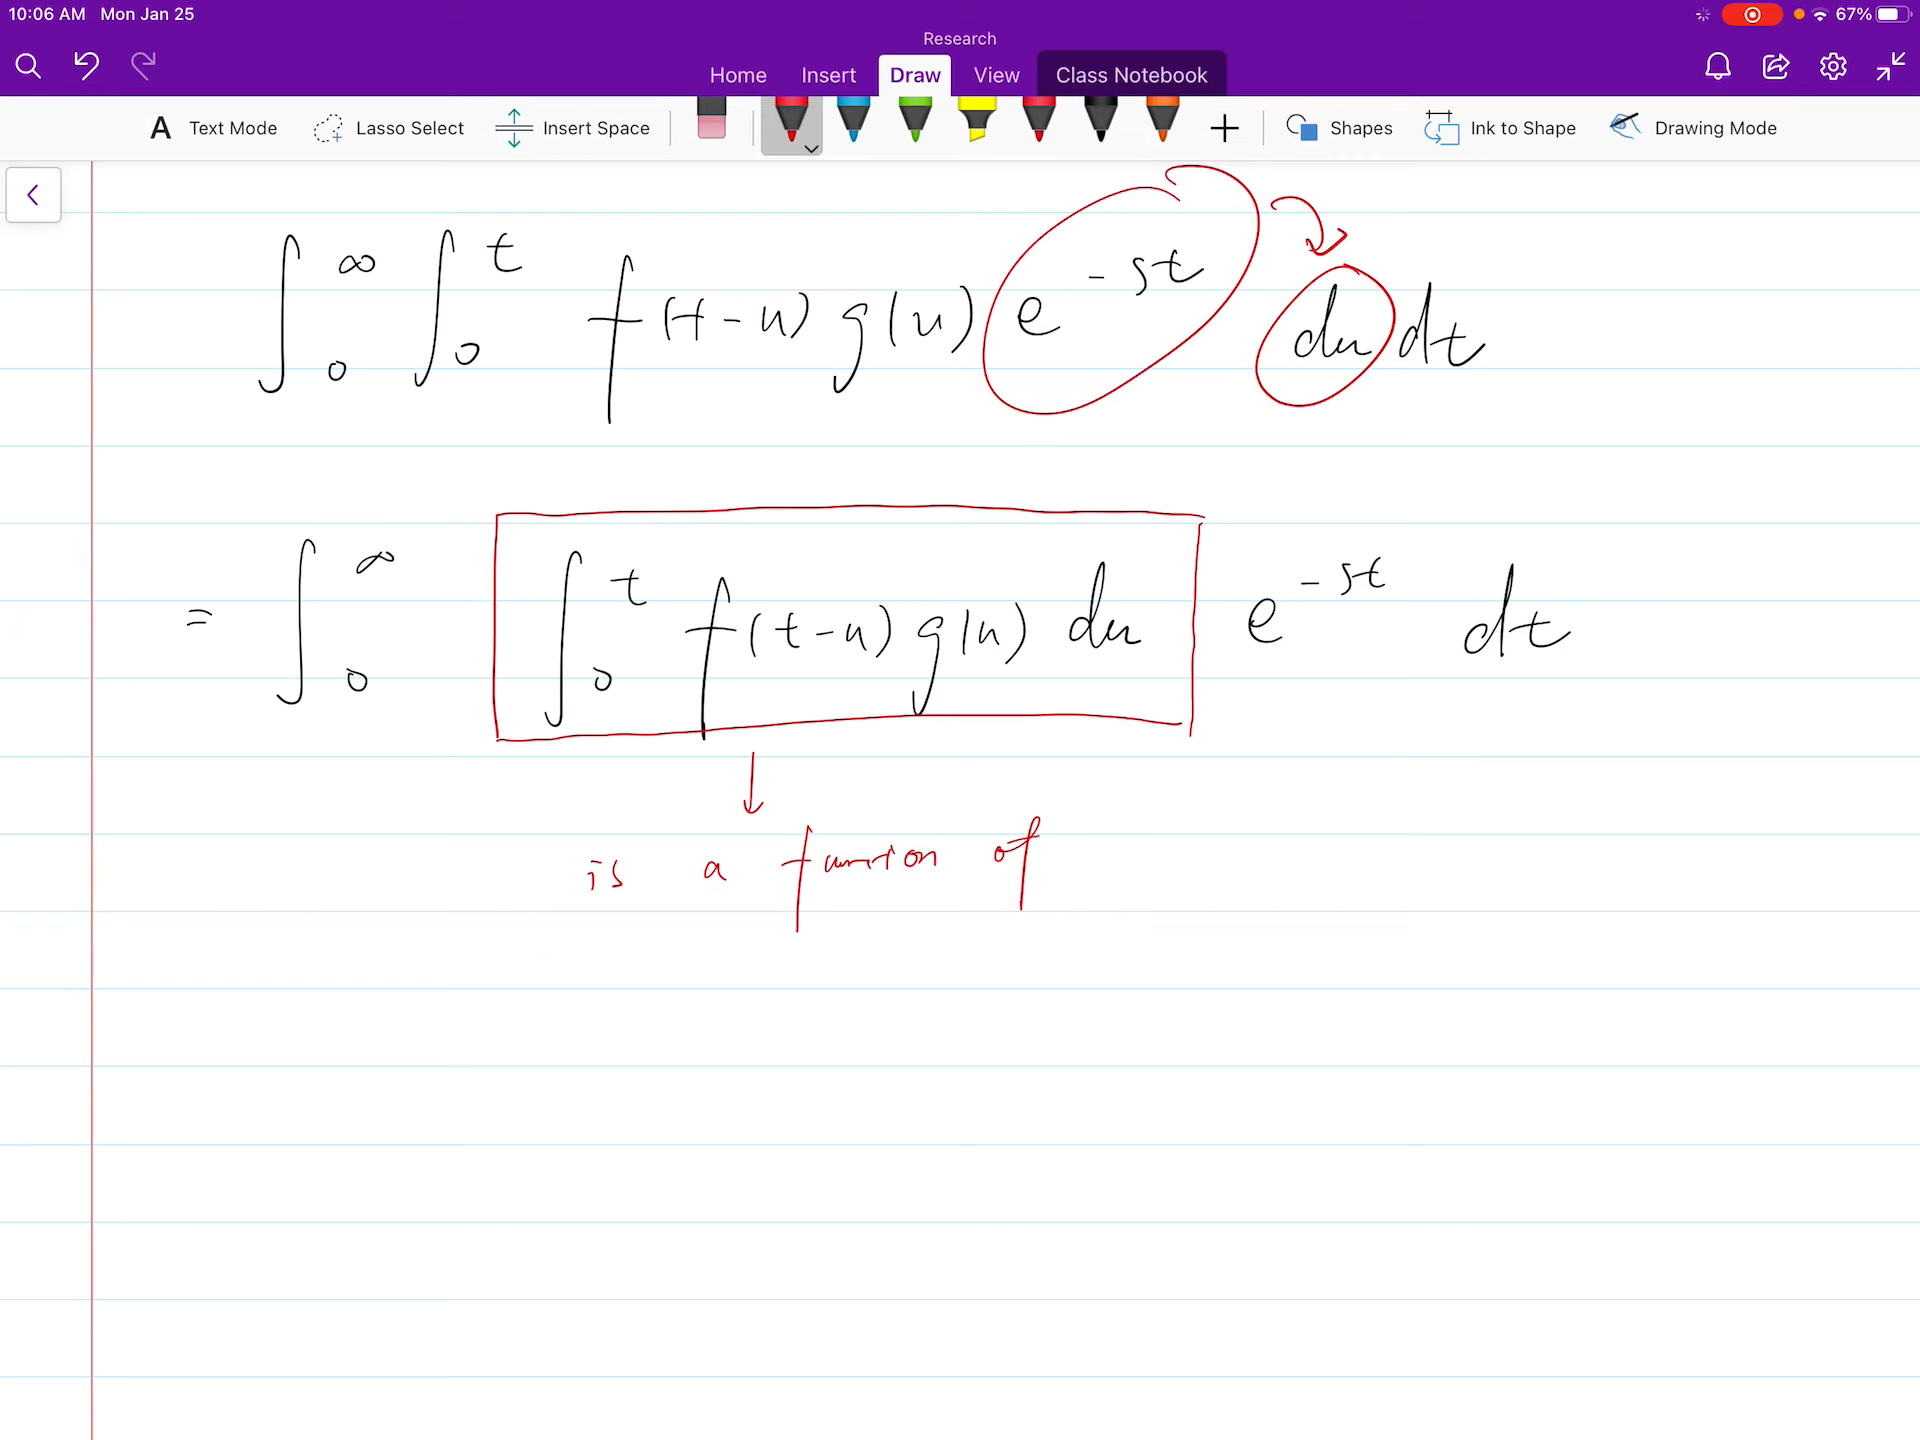 10:06 AM Mon Jan 25 67%
Research
Home Insert Draw View Class Notebook
A Text Mode Lasso Select Insert Space Shapes Ink to Shape Drawing Mode
∫₀^∞ ∫₀^t f(t-u) g(u) e^{-st} du dt
= ∫₀^∞ ∫₀^t f(t-u) g(u) du e^{-st} dt
↓
is a function of